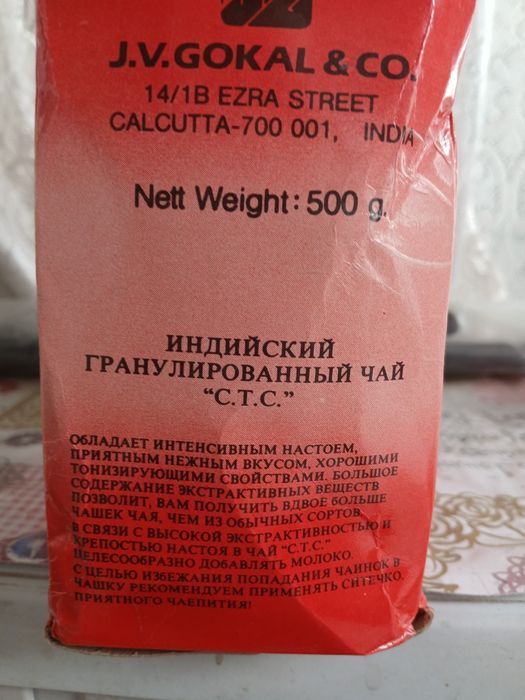 J.V.GOKAL & CO.
14/1B EZRA STREET
CALCUTTA-700 001, INDIA
Nett Weight: 500 g.
ИНДИЙСКИЙ
ГРАНУЛИРОВАННЫЙ ЧАЙ
"С.Т.С."
ОБЛАДАЕТ ИНТЕНСИВНЫМ НАСТОЕМ,
ПРИЯТНЫМ НЕЖНЫМ ВКУСОМ, ХОРОШИМИ
ТОНИЗИРУЮЩИМИ СВОЙСТВАМИ. БОЛЬШОЕ
СОДЕРЖАНИЕ ЭКСТРАКТИВНЫХ ВЕЩЕСТВ
ПОЗВОЛИТ, ВАМ ПОЛУЧИТЬ ВДВОЕ БОЛЬШЕ
ЧАШЕК ЧАЯ, ЧЕМ ИЗ ОБЫЧНЫХ СОРТОВ.
В СВЯЗИ С ВЫСОКОЙ ЭКСТРАКТИВНОСТЬЮ И
КРЕПОСТЬЮ НАСТОЯ В ЧАЙ "С.Т.С."
ЦЕЛЕСООБРАЗНО ДОБАВЛЯТЬ МОЛОКО.
С ЦЕЛЬЮ ИЗБЕЖАНИЯ ПОПАДАНИЯ ЧАИНОК В
ЧАШКУ РЕКОМЕНДУЕМ ПРИМЕНЯТЬ СИТЕЧКО.
ПРИЯТНОГО ЧАЕПИТИЯ!